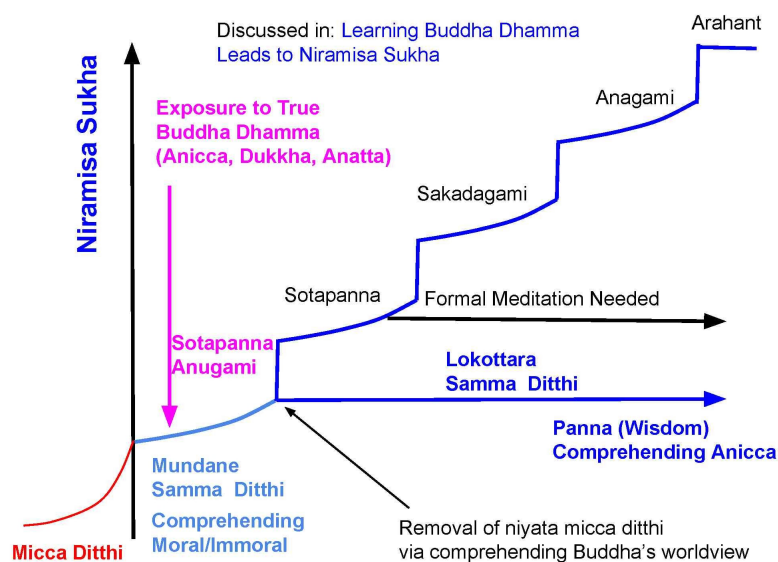 Discussed in: Learning Buddha Dhamma
Leads to Niramisa Sukha
Arahant
Niramisa Sukha
Exposure to True
Buddha Dhamma
(Anicca, Dukkha, Anatta)
Anagami
Sakadagami
Sotapanna
Formal Meditation Needed
Sotapanna
Anugami
Lokottara
Samma Ditthi
Panna (Wisdom)
Comprehending Anicca
Mundane
Samma Ditthi
Comprehending
Moral/Immoral
Micca Ditthi
Removal of niyata micca ditthi
via comprehending Buddha's worldview